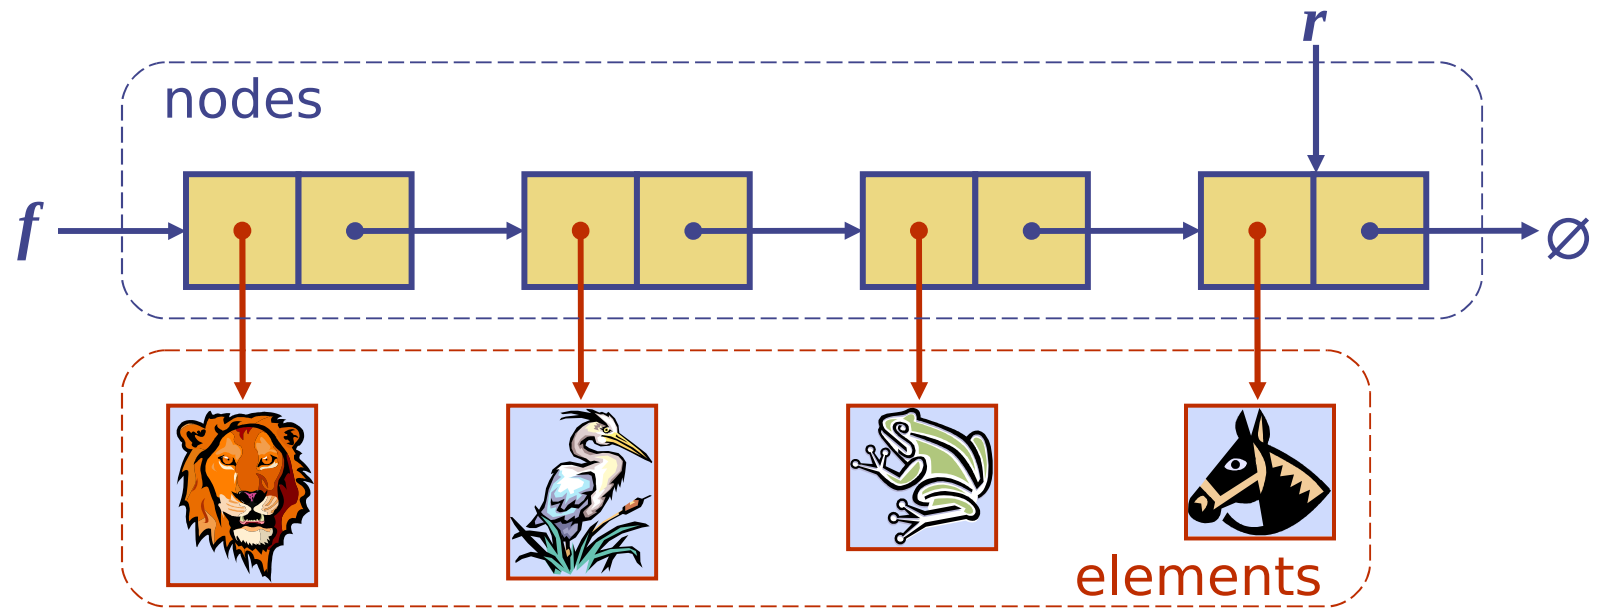 r
nodes
f
∅
elements